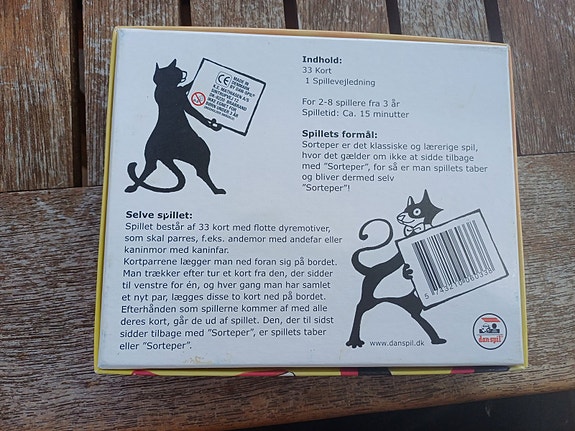 Indhold:
33 Kort
1 Spillevejledning
For 2-8 spillere fra 3 år
Spilletid: Ca. 15 minutter
Spillets formål:
Sorteper er det klassiske og lærerige spil,
hvor det gælder om ikke at sidde tilbage
med "Sorteper", for så er man spillets taber
og bliver dermed selv
"Sorteper"!
CE
MADE IN
DENMARK
BY DAN-SPIL
Selve spillet:
Spillet består af 33 kort med flotte dyremotiver,
som skal parres, f.eks. andemor med andefar eller
kaninmor med kaninfar.
Kortparrene lægger man ned foran sig på bordet.
Man trækker efter tur et kort fra den, der sidder
til venstre for én, og hver gang man har samlet
et nyt par, lægges disse to kort ned på bordet.
Efterhånden som spillerne kommer af med alle
deres kort, går de ud af spillet. Den, der til sidst
sidder tilbage med "Sorteper", er spillets taber
eller "Sorteper".
www.danspil.dk
dan spil